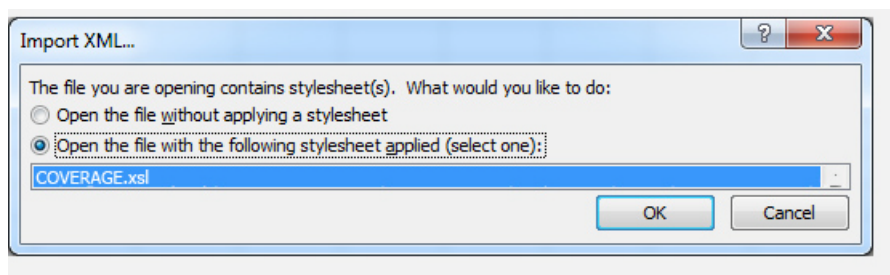 Import XML...
The file you are opening contains stylesheet(s). What would you like to do:
Open the file without applying a stylesheet
Open the file with the following stylesheet applied (select one):
COVERAGE.xsl
OK Cancel